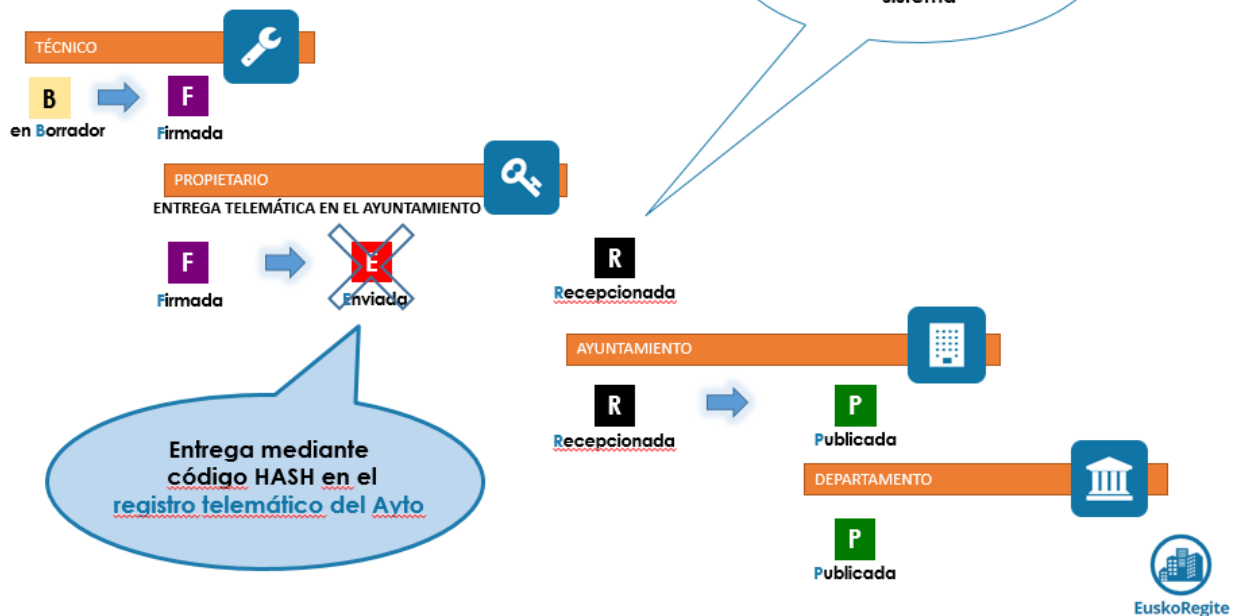 sistema
TÉCNICO
B
F
en Borrador
Firmada
PROPIETARIO
ENTREGA TELEMÁTICA EN EL AYUNTAMIENTO
F
E
R
Firmada
Enviada
Recepcionada
AYUNTAMIENTO
R
P
Recepcionada
Publicada
Entrega mediante
código HASH en el
registro telemático del Ayto
DEPARTAMENTO
P
Publicada
EuskoRegite